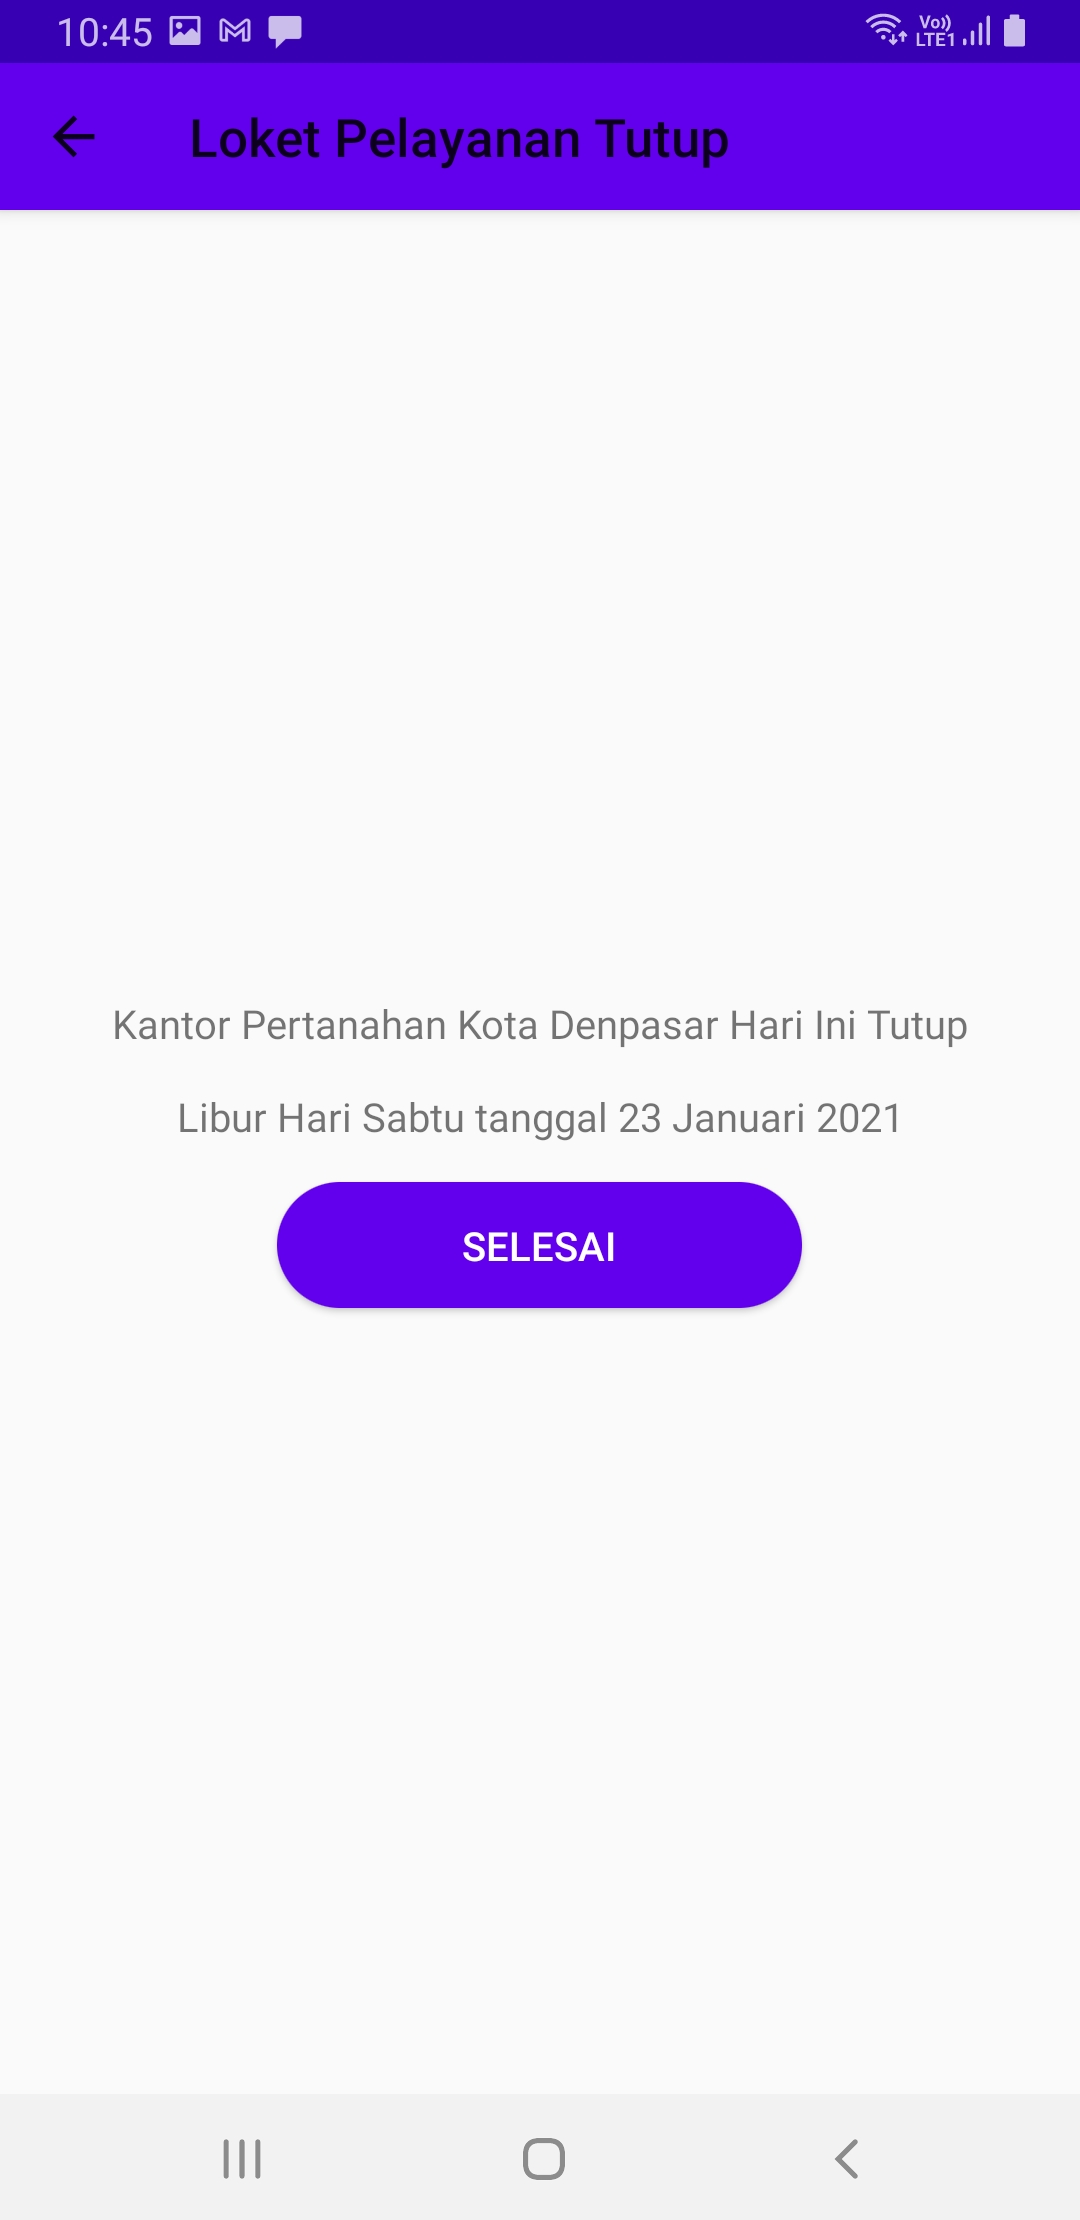 10:45
Vo))
LTE1
Loket Pelayanan Tutup
Kantor Pertanahan Kota Denpasar Hari Ini Tutup
Libur Hari Sabtu tanggal 23 Januari 2021
SELESAI